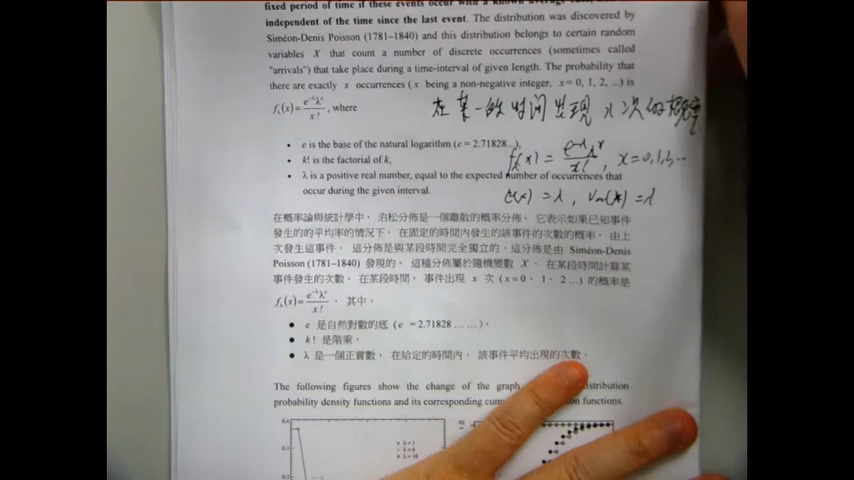 fixed period of time if these events occur with a known average
independent of the time since the last event. The distribution was discovered by
Siméon-Denis Poisson (1781–1840) and this distribution belongs to certain random
variables X that count a number of discrete occurrences (sometimes called
"arrivals") that take place during a time-interval of given length. The probability that
there are exactly x occurrences (x being a non-negative integer, x = 0, 1, 2, ...) is
fλ(x) = e^-λ λ^x / x!, where
在某一的时间发现 x 次的概率
• e is the base of the natural logarithm (e = 2.71828...),
fλ(x) = e^-λ λ^x / x! , x = 0,1,2,...
• k! is the factorial of k,
• λ is a positive real number, equal to the expected number of occurrences that
occur during the given interval.
E(X) = λ , Var(X) = λ
在概率論與統計學中，泊松分佈是一個離散的概率分佈。它表示如果已知事件
發生的的平均率的情況下，在固定的時間內發生的該事件的次數的概率。由上
次發生這事件，這分佈是與某段時間完全獨立的。這分佈是由 Siméon-Denis
Poisson (1781–1840) 發現的。這種分佈屬於隨機變數 X，在某段時間計算某
事件發生的次數。在某段時間，事件出現 x 次 (x = 0、1、2 ...) 的概率是
fλ(x) = e^-λ λ^x / x!，其中，
• e 是自然對數的底 (e = 2.71828 ... ...)，
• k! 是階乘，
• λ 是一個正實數，在給定的時間內，該事件平均出現的次數。
The following figures show the change of the graph
probability density functions and its corresponding functions.
0.4
0.3
1.0
λ = 1
λ = 4
λ = 10